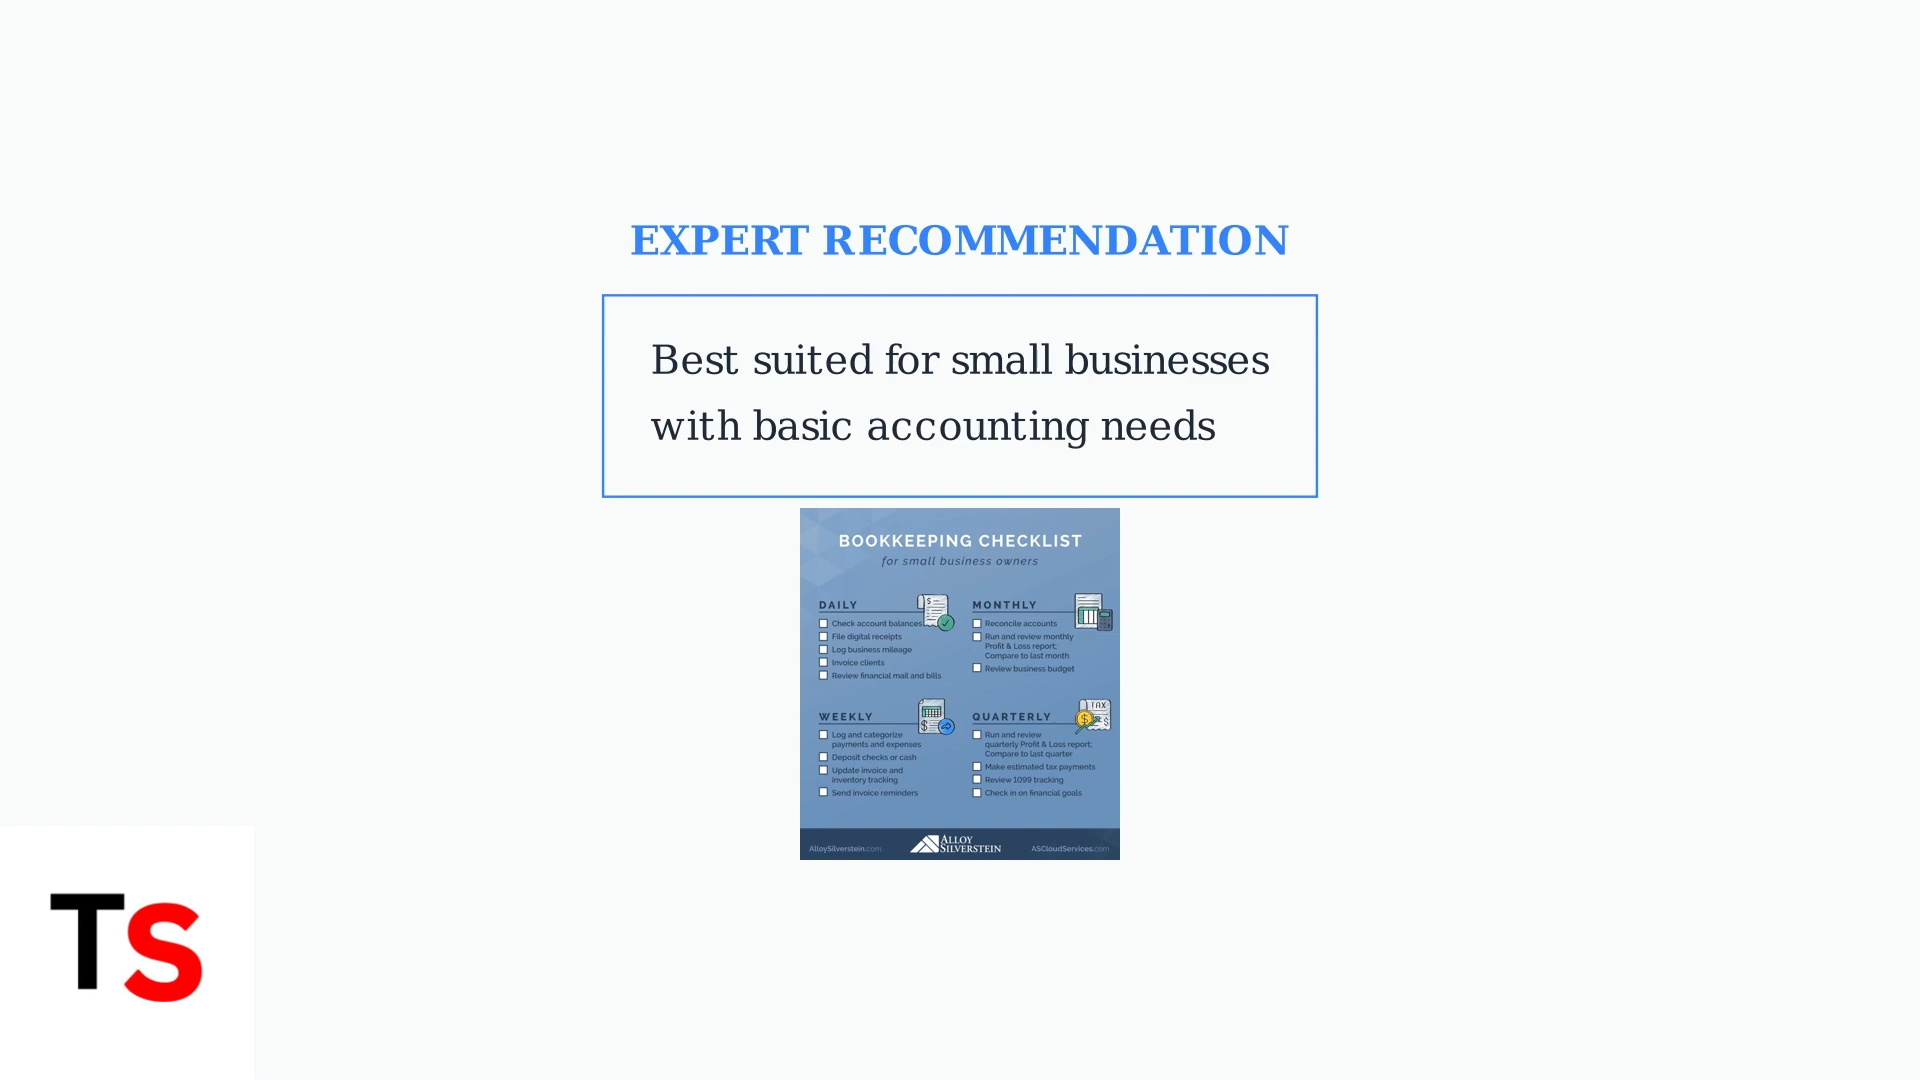 EXPERT RECOMMENDATION
Best suited for small businesses
with basic accounting needs
BOOKKEEPING CHECKLIST
for small business owners
DAILY
Check account balances
File digital receipts
Log business mileage
Invoice clients
Review financial mail and bills
MONTHLY
Reconcile accounts
Run and review monthly
Profit & Loss report;
Compare to last month
Review business budget
WEEKLY
Log and categorize
payments and expenses
Deposit checks or cash
Update invoice and
inventory tracking
Send invoice reminders
QUARTERLY
TAX
Run and review
quarterly Profit & Loss report;
Compare to last quarter
Make estimated tax payments
Review 1099 tracking
Check in on financial goals
AlloySilverstein.com
ALLOY
SILVERSTEIN
ASCloudServices.com
TS